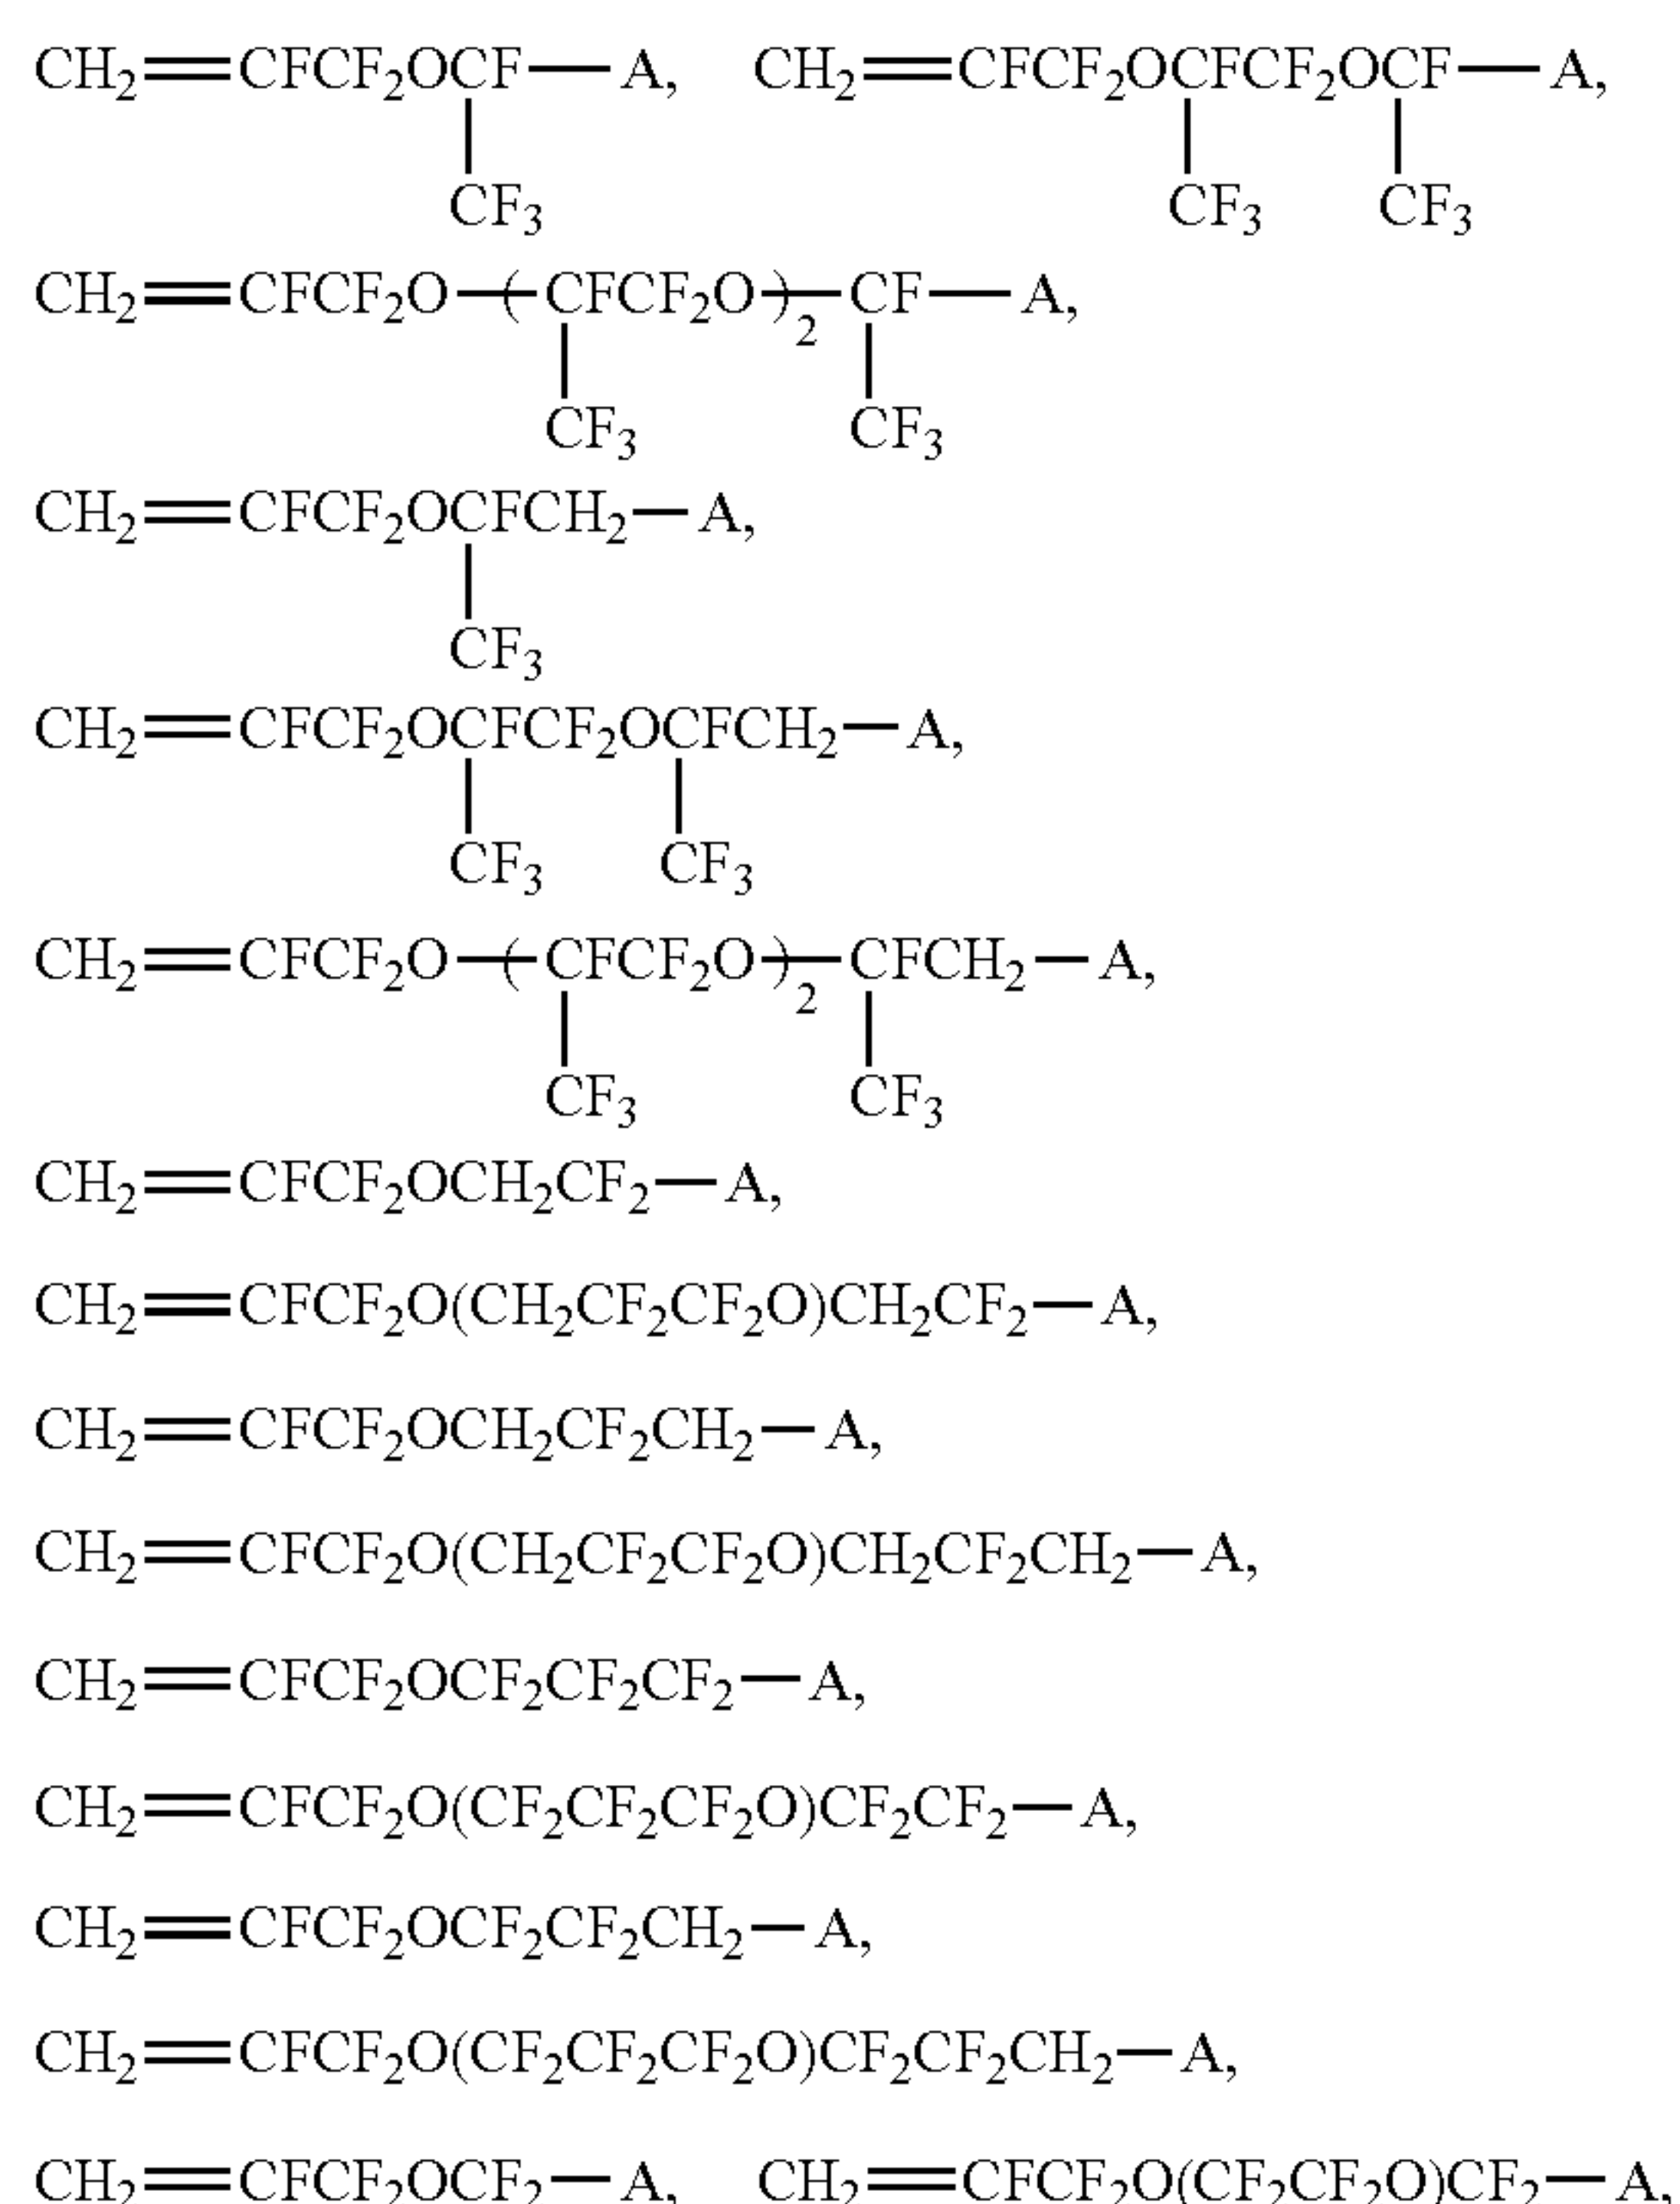 CH₂=CFCF₂OCF—A, CH₂=CFCF₂OCFCF₂OCF—A,
CF₃ CF₃ CF₃
CH₂=CFCF₂O—(CFCF₂O)₂—CF—A,
CF₃ CF₃
CH₂=CFCF₂OCFCH₂—A,
CF₃
CH₂=CFCF₂OCFCF₂OCFCH₂—A,
CF₃ CF₃
CH₂=CFCF₂O—(CFCF₂O)₂—CFCH₂—A,
CF₃ CF₃
CH₂=CFCF₂OCH₂CF₂—A,
CH₂=CFCF₂O(CH₂CF₂CF₂O)CH₂CF₂—A,
CH₂=CFCF₂OCH₂CF₂CH₂—A,
CH₂=CFCF₂O(CH₂CF₂CF₂O)CH₂CF₂CH₂—A,
CH₂=CFCF₂OCF₂CF₂CF₂—A,
CH₂=CFCF₂O(CF₂CF₂CF₂O)CF₂CF₂—A,
CH₂=CFCF₂OCF₂CF₂CH₂—A,
CH₂=CFCF₂O(CF₂CF₂CF₂O)CF₂CF₂CH₂—A,
CH₂=CFCF₂OCF₂—A, CH₂=CFCF₂O(CF₂CF₂O)CF₂—A,